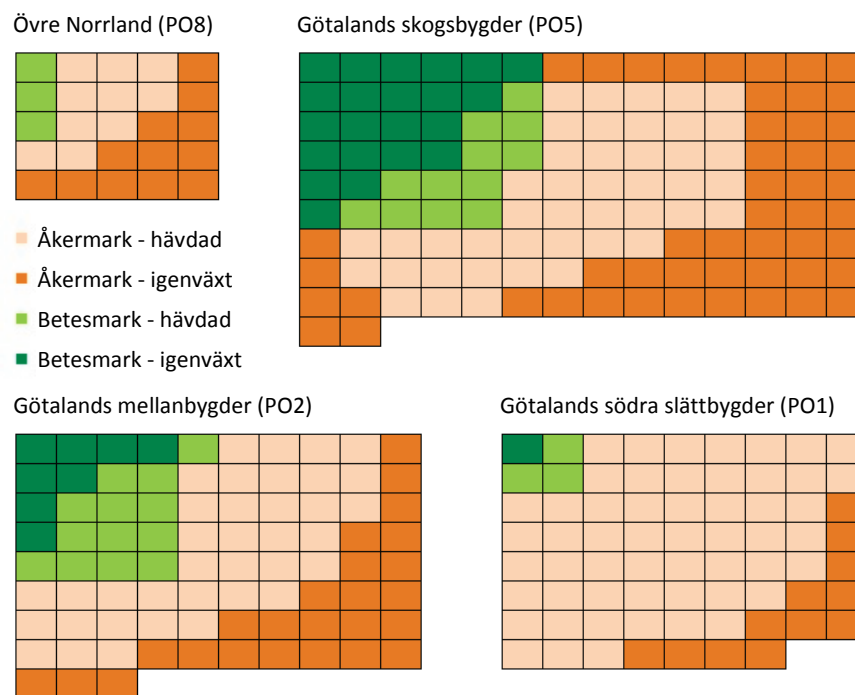 Övre Norrland (PO8)
Götalands skogsbygder (PO5)
Åkermark - hävdad
Åkermark - igenväxt
Betesmark - hävdad
Betesmark - igenväxt
Götalands mellanbygder (PO2)
Götalands södra slättbygder (PO1)